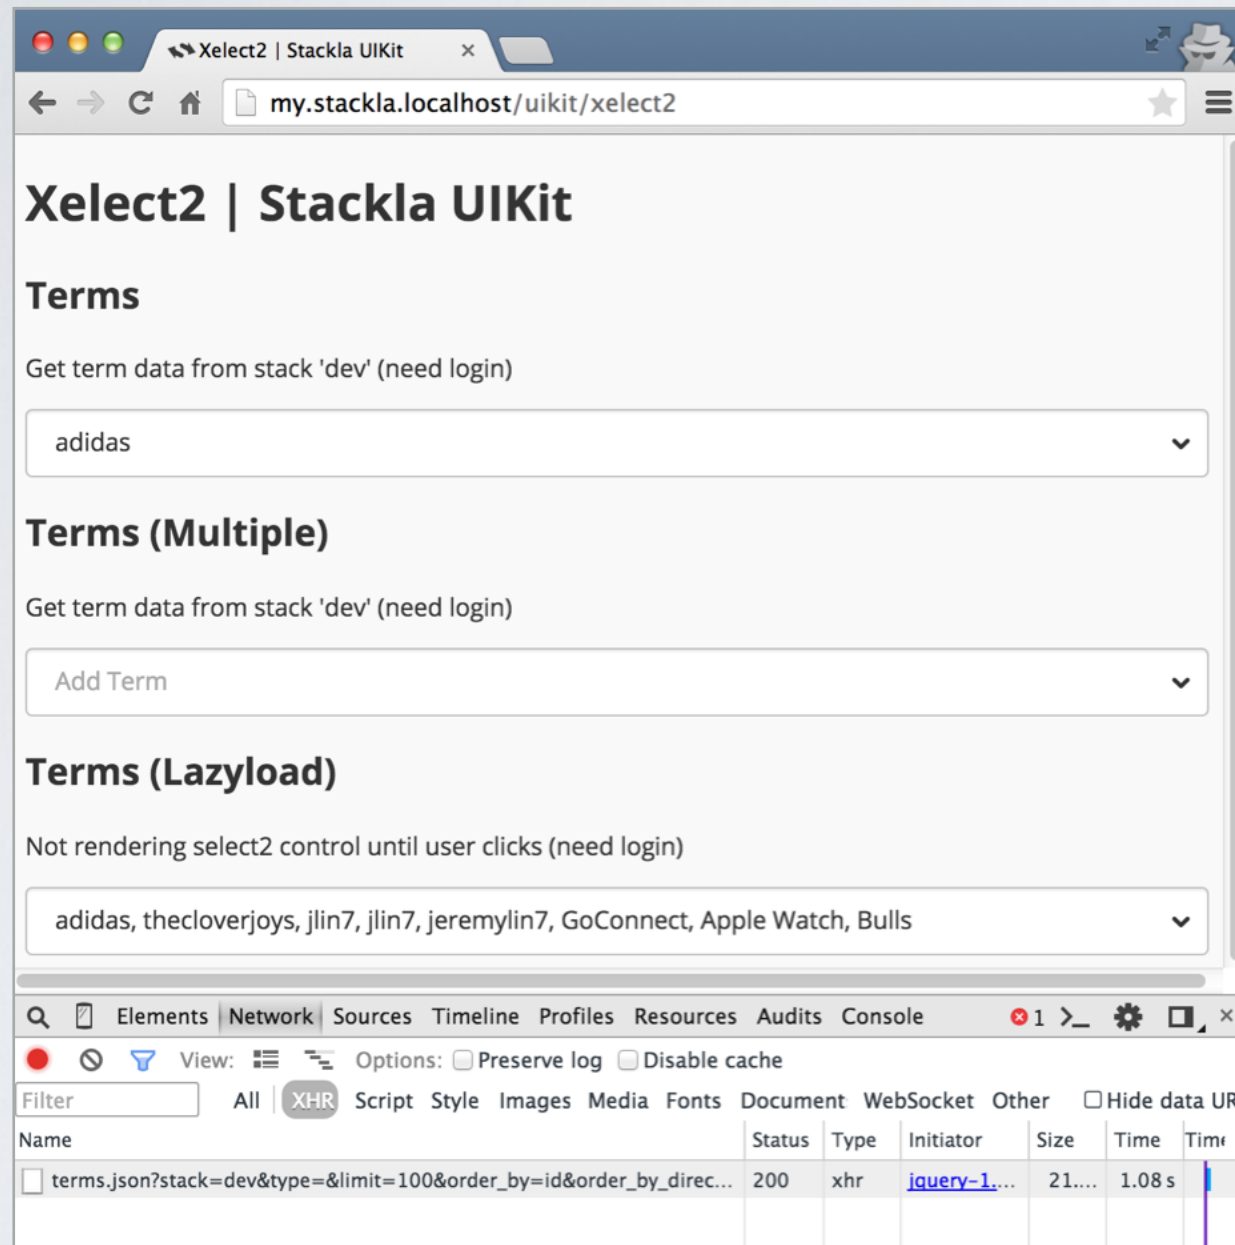 Xelect2 | Stackla UIKit ×
my.stackla.localhost/uikit/xelect2
Xelect2 | Stackla UIKit
Terms
Get term data from stack 'dev' (need login)
adidas
Terms (Multiple)
Get term data from stack 'dev' (need login)
Add Term
Terms (Lazyload)
Not rendering select2 control until user clicks (need login)
adidas, thecloverjoys, jlin7, jlin7, jeremylin7, GoConnect, Apple Watch, Bulls
Elements Network Sources Timeline Profiles Resources Audits Console 1 ×
View: Options: Preserve log Disable cache
Filter All XHR Script Style Images Media Fonts Document WebSocket Other Hide data UR
Name Status Type Initiator Size Time Time
terms.json?stack=dev&type=&limit=100&order_by=id&order_by_direc... 200 xhr jquery-1.... 21.... 1.08 s